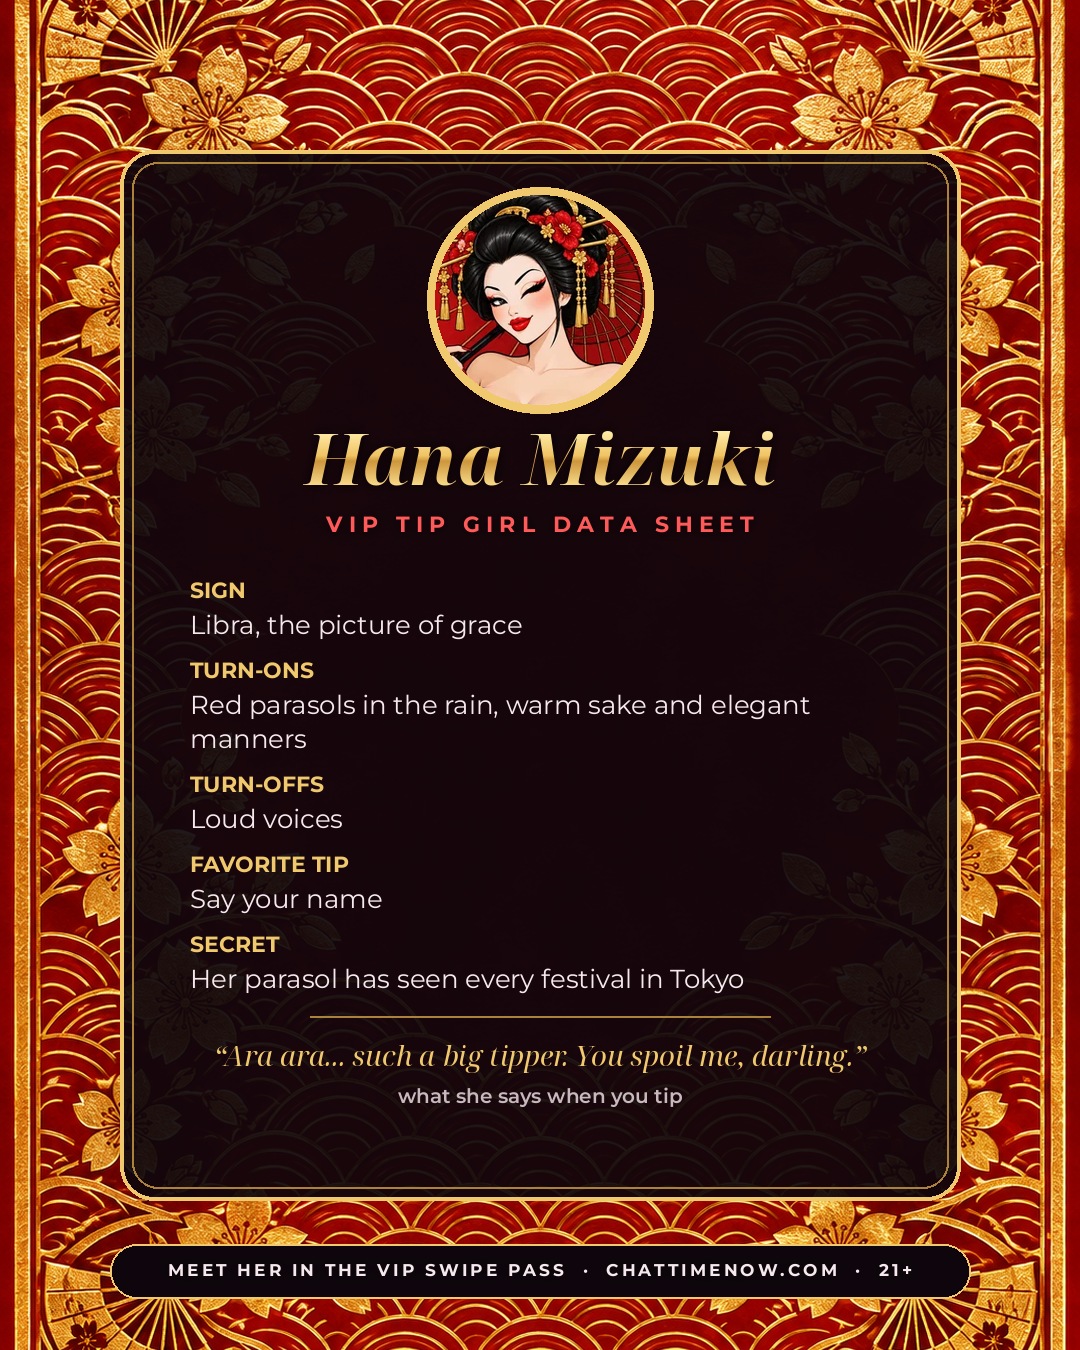 Hana Mizuki
VIP TIP GIRL DATA SHEET
SIGN
Libra, the picture of grace
TURN-ONS
Red parasols in the rain, warm sake and elegant
manners
TURN-OFFS
Loud voices
FAVORITE TIP
Say your name
SECRET
Her parasol has seen every festival in Tokyo
“Ara ara... such a big tipper. You spoil me, darling.”
what she says when you tip
MEET HER IN THE VIP SWIPE PASS · CHATTIMENOW.COM · 21+